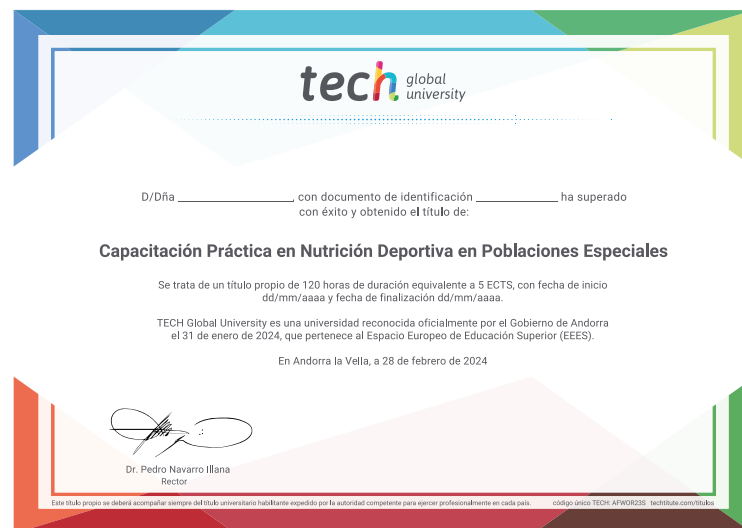 tech global university
D/Dña ______________, con documento de identificación ______________ ha superado
con éxito y obtenido el título de:
Capacitación Práctica en Nutrición Deportiva en Poblaciones Especiales
Se trata de un título propio de 120 horas de duración equivalente a 5 ECTS, con fecha de inicio
dd/mm/aaaa y fecha de finalización dd/mm/aaaa.
TECH Global University es una universidad reconocida oficialmente por el Gobierno de Andorra
el 31 de enero de 2024, que pertenece al Espacio Europeo de Educación Superior (EEES).
En Andorra la Vella, a 28 de febrero de 2024
Dr. Pedro Navarro Illana
Rector
Este título propio se deberá acompañar siempre del título universitario habilitante expedido por la autoridad competente para ejercer profesionalmente en cada país. código único TECH: AFWOR23S techtitute.com/titulos